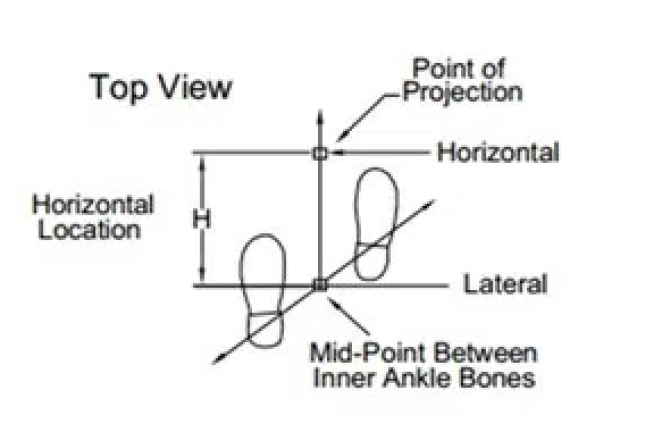 Top View
Point of
Projection
Horizontal
Horizontal
Location
H
Lateral
Mid-Point Between
Inner Ankle Bones